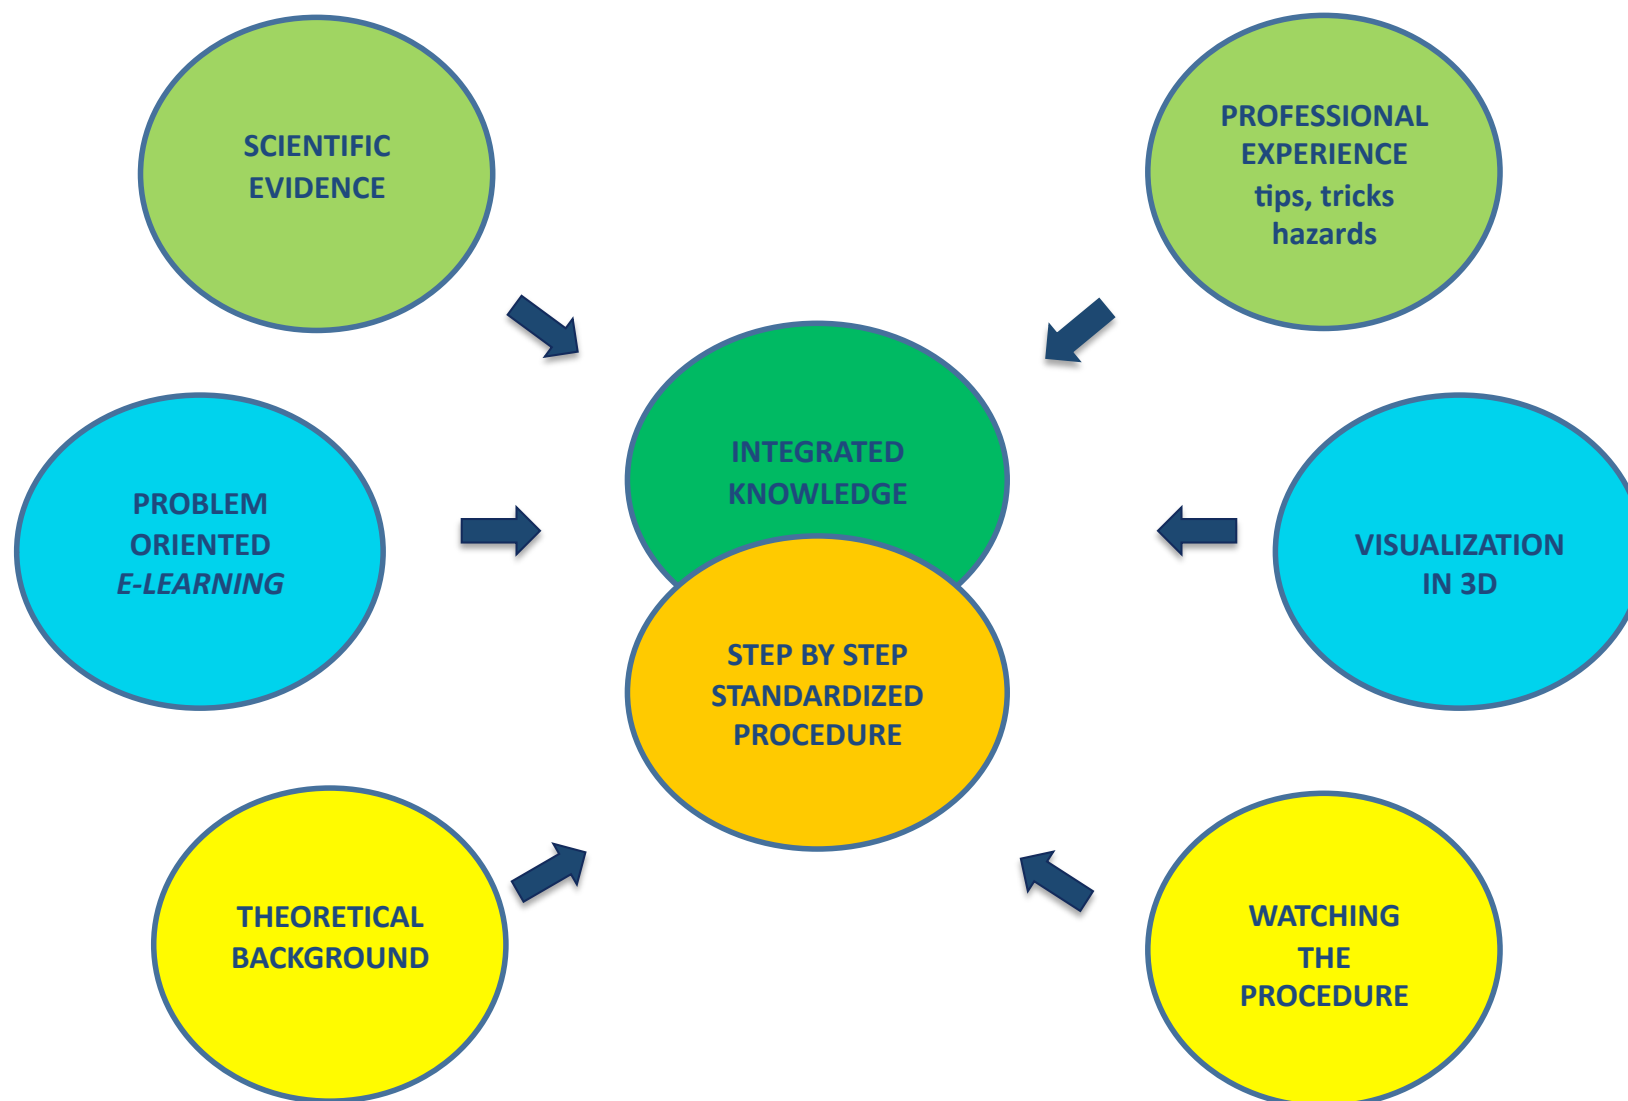 SCIENTIFIC
EVIDENCE
PROFESSIONAL
EXPERIENCE
tips, tricks
hazards
INTEGRATED
KNOWLEDGE
PROBLEM
ORIENTED
E-LEARNING
VISUALIZATION
IN 3D
STEP BY STEP
STANDARDIZED
PROCEDURE
THEORETICAL
BACKGROUND
WATCHING
THE
PROCEDURE